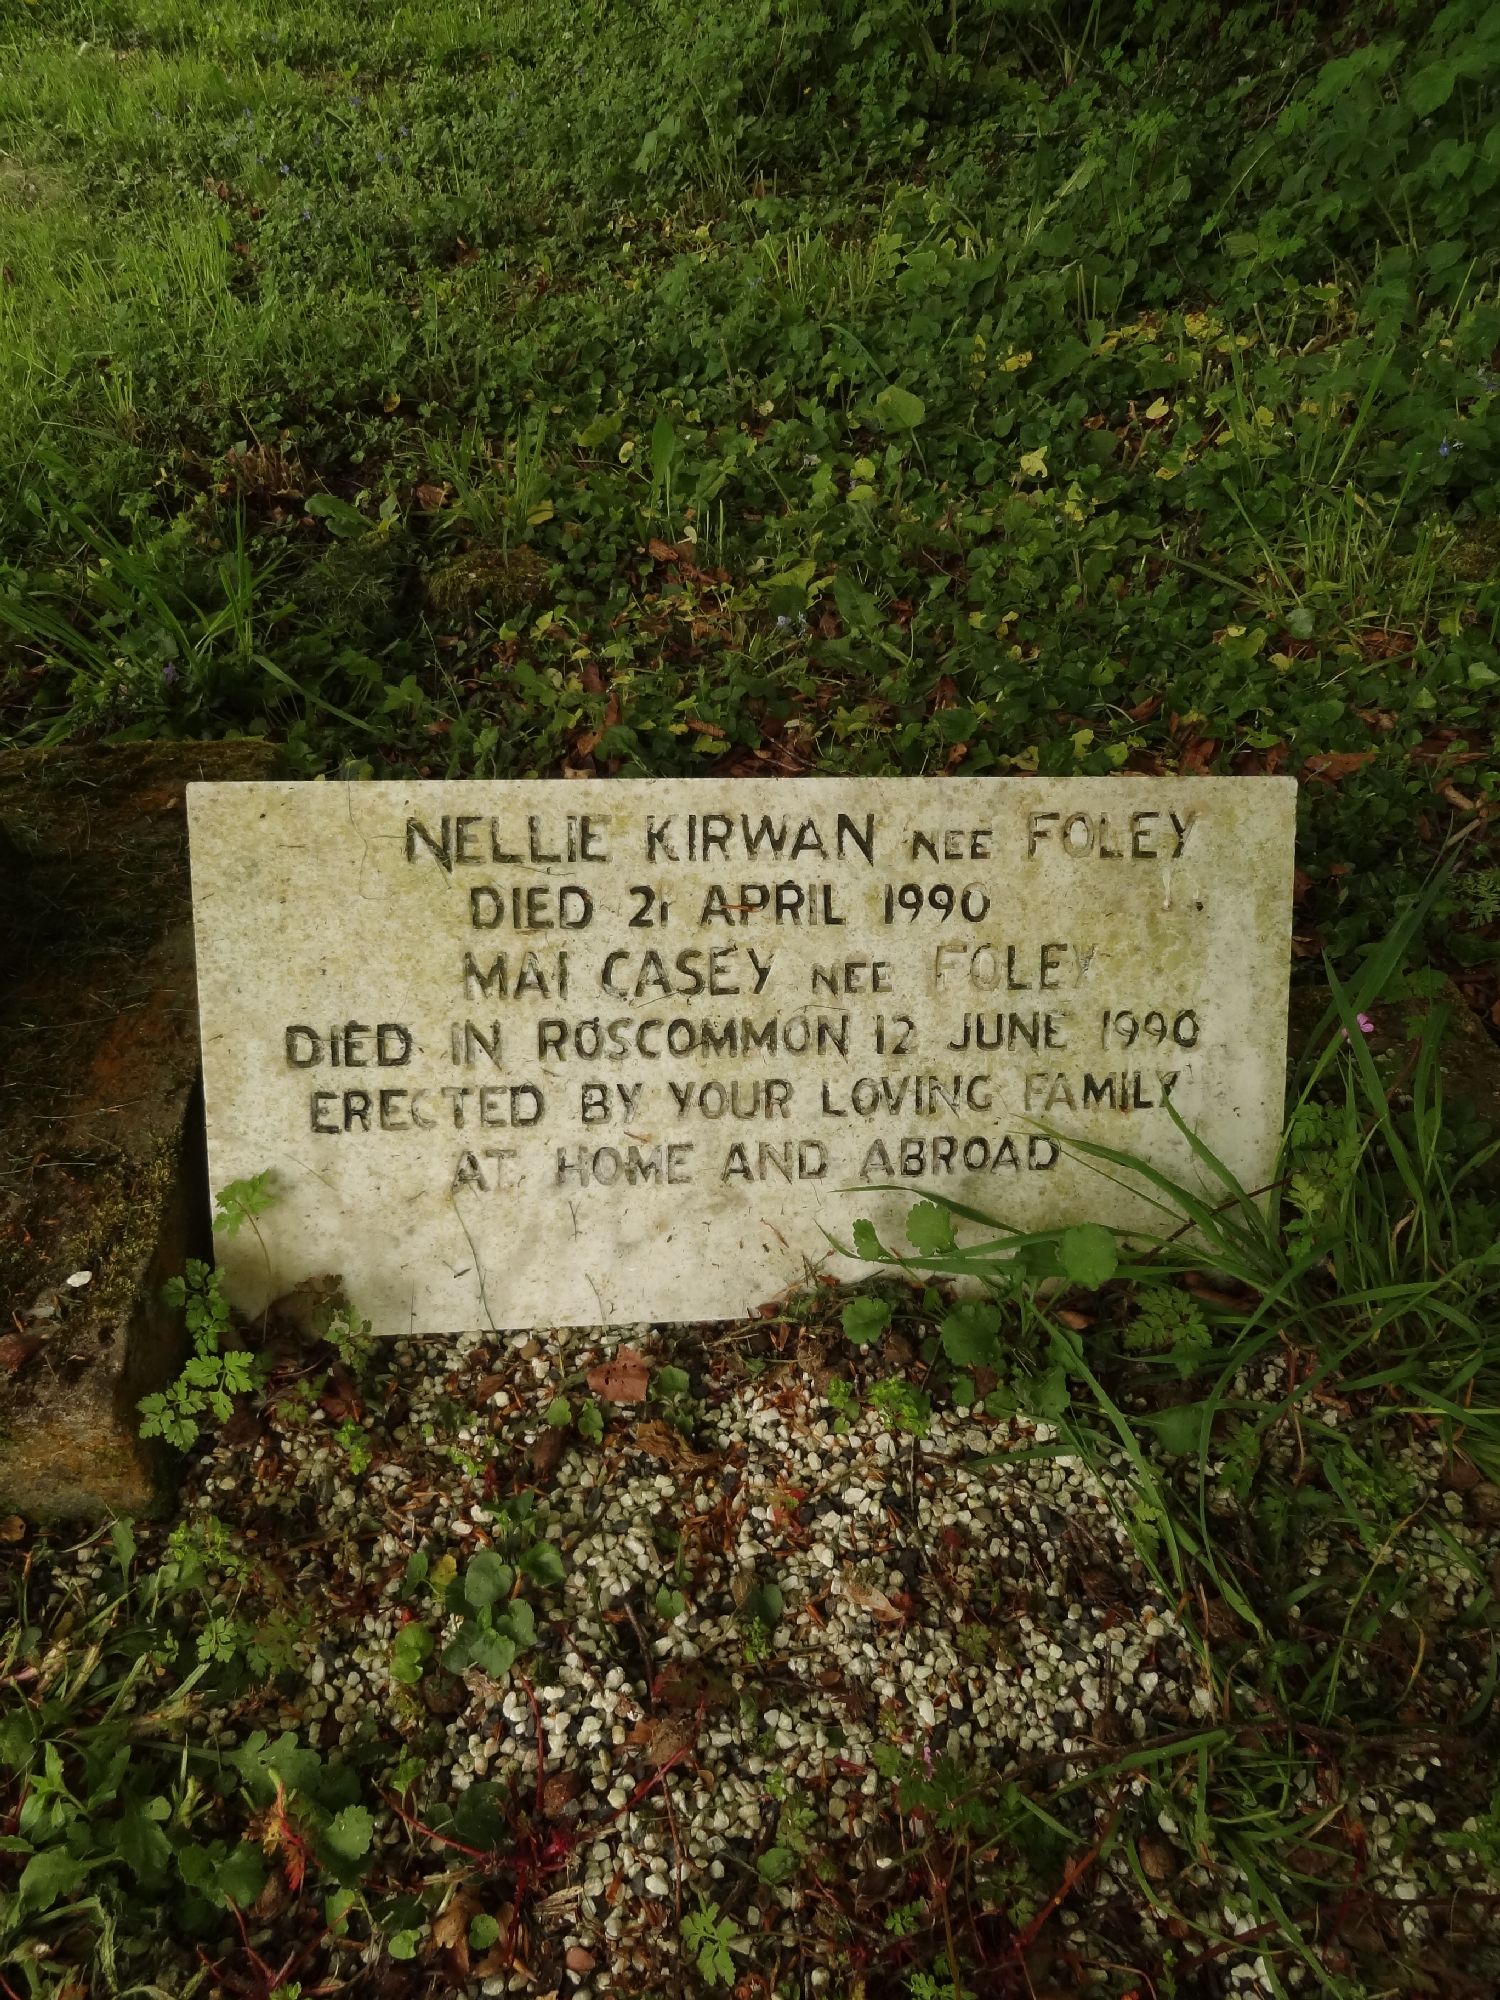 NELLIE KIRWAN NEE FOLEY
DIED 21 APRIL 1990
MAI CASEY NEE FOLEY
DIED IN ROSCOMMON 12 JUNE 1990
ERECTED BY YOUR LOVING FAMILY
AT HOME AND ABROAD